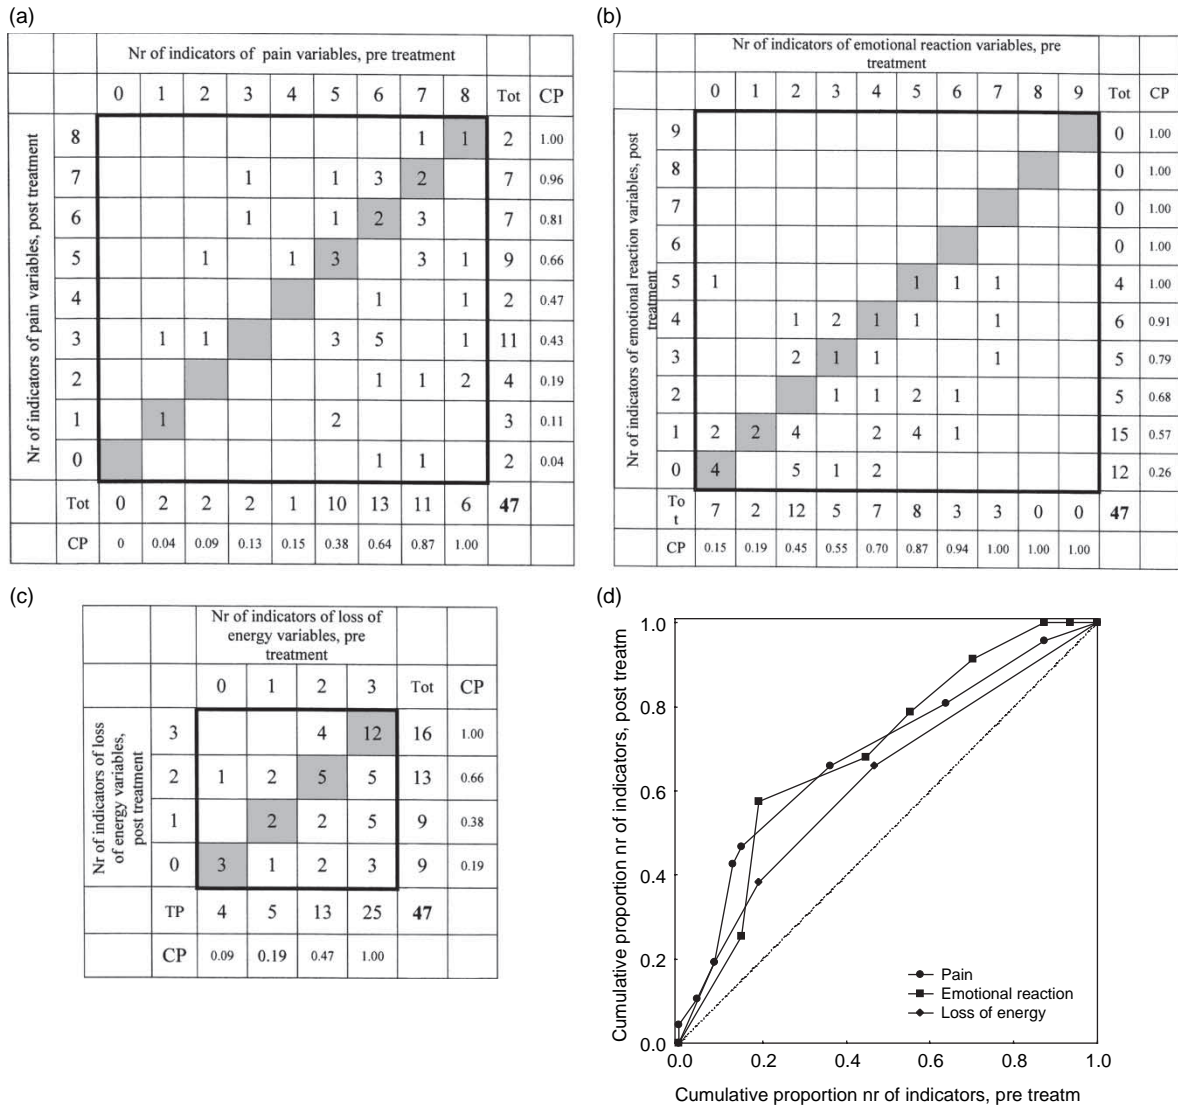 (a)
Nr of indicators of pain variables, pre treatment
0 1 2 3 4 5 6 7 8 Tot CP
Nr of indicators of pain variables, post treatment
8 1 1 2 1.00
7 1 1 3 2 7 0.96
6 1 1 2 3 7 0.81
5 1 1 3 3 1 9 0.66
4 1 1 2 0.47
3 1 1 3 5 1 11 0.43
2 1 1 2 4 0.19
1 1 2 3 0.11
0 1 1 2 0.04
Tot 0 2 2 2 1 10 13 11 6 47
CP 0 0.04 0.09 0.13 0.15 0.38 0.64 0.87 1.00
(b)
Nr of indicators of emotional reaction variables, pre
treatment
0 1 2 3 4 5 6 7 8 9 Tot CP
Nr of indicators of emotional reaction variables, post
treatment
9 0 1.00
8 0 1.00
7 0 1.00
6 0 1.00
5 1 1 1 1 4 1.00
4 1 2 1 1 1 6 0.91
3 2 1 1 1 5 0.79
2 1 1 2 1 5 0.68
1 2 2 4 2 4 1 15 0.57
0 4 5 1 2 12 0.26
To
t 7 2 12 5 7 8 3 3 0 0 47
CP 0.15 0.19 0.45 0.55 0.70 0.87 0.94 1.00 1.00 1.00
(c)
Nr of indicators of loss of
energy variables, pre
treatment
0 1 2 3 Tot CP
Nr of indicators of loss
of energy variables,
post treatment
3 4 12 16 1.00
2 1 2 5 5 13 0.66
1 2 2 5 9 0.38
0 3 1 2 3 9 0.19
TP 4 5 13 25 47
CP 0.09 0.19 0.47 1.00
(d)
Cumulative proportion nr of indicators, post treatm
1.0
0.8
0.6
0.4
0.2
0.0
Pain
Emotional reaction
Loss of energy
0.0 0.2 0.4 0.6 0.8 1.0
Cumulative proportion nr of indicators, pre treatm